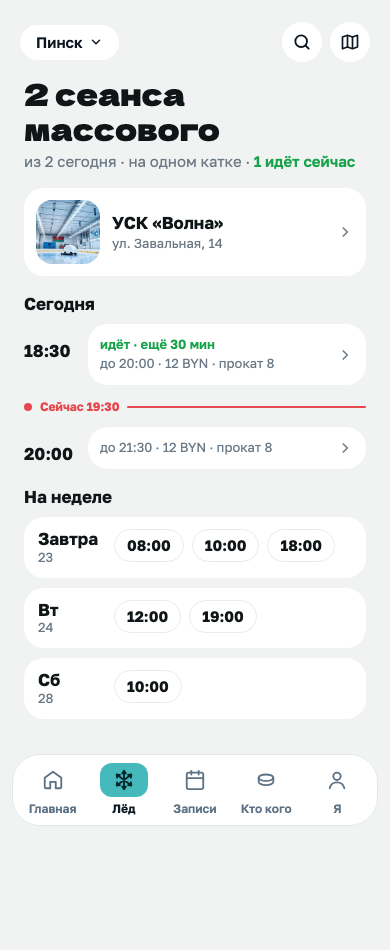 Пинск
2 сеанса
массового
из 2 сегодня · на одном катке · 1 идёт сейчас
УСК «Волна»
ул. Завальная, 14
Сегодня
18:30
идёт · ещё 30 мин
до 20:00 · 12 BYN · прокат 8
Сейчас 19:30
20:00
до 21:30 · 12 BYN · прокат 8
На неделе
Завтра
23
08:00 10:00 18:00
Вт
24
12:00 19:00
Сб
28
10:00
Главная Лёд Записи Кто кого Я